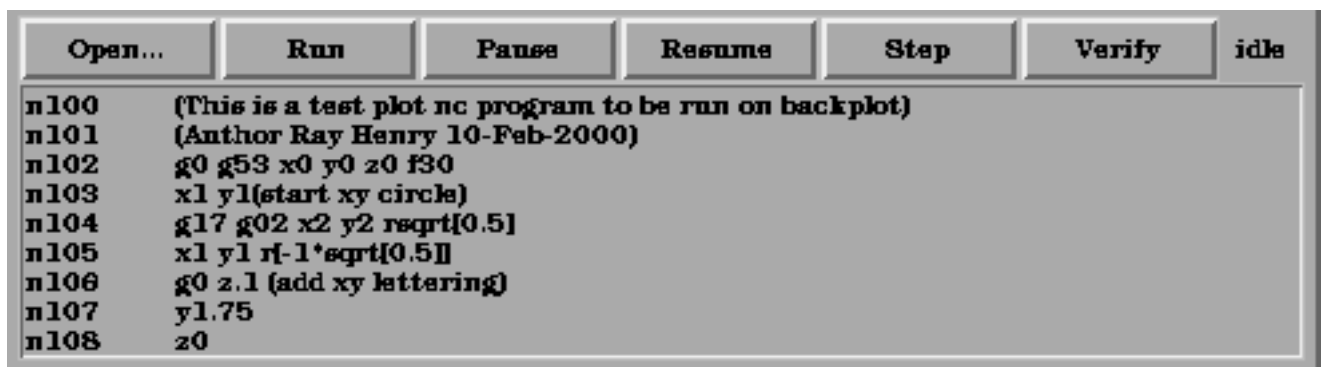 Open... Run Pause Resume Step Verify idle
n100 (This is a test plot nc program to be run on backplot)
n101 (Author Ray Henry 10-Feb-2000)
n102 g0 g53 x0 y0 z0 f30
n103 x1 y1(start xy circle)
n104 g17 g02 x2 y2 rsqrt[0.5]
n105 x1 y1 r[-1*sqrt[0.5]]
n106 g0 z.1 (add xy lettering)
n107 y1.75
n108 z0